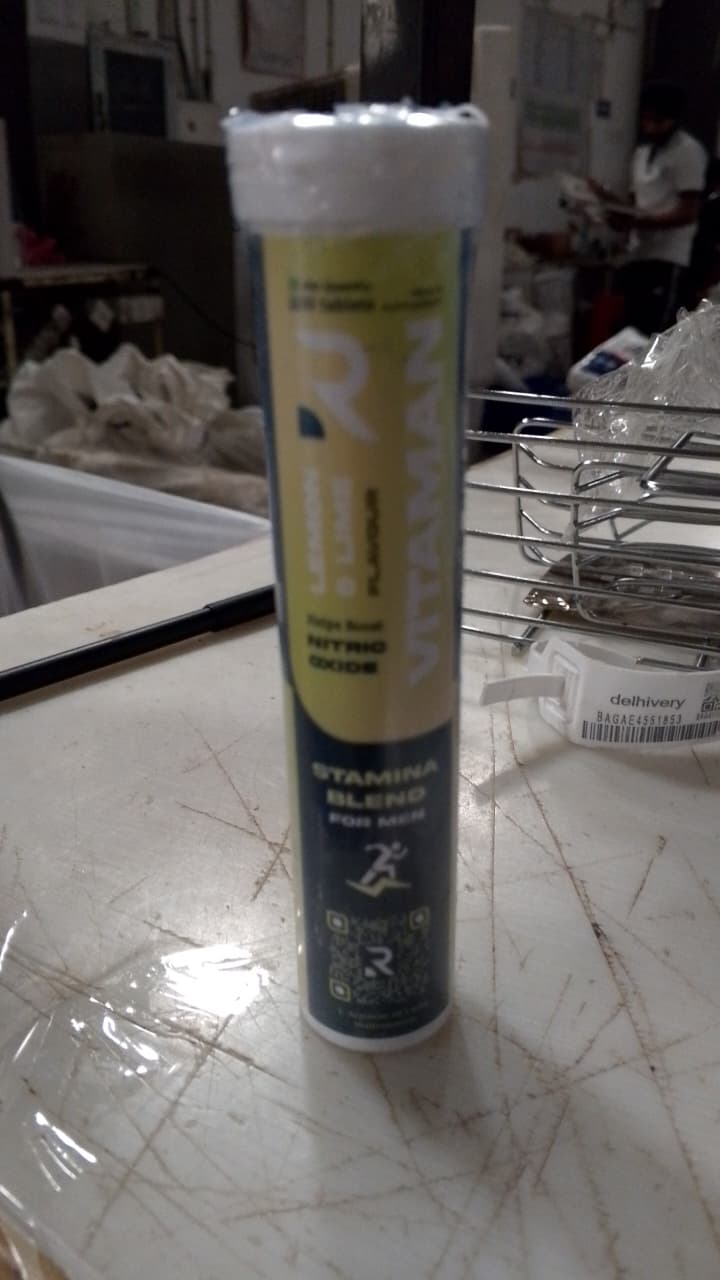 VITAMAN
LEMON
& LIME
FLAVOUR
Helps Boost
NITRIC
OXIDE
STAMINA
BLEND
FOR MEN
R
delhivery
BAGAE4551853